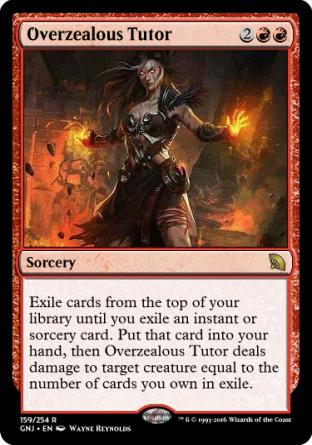 Overzealous Tutor 2
Sorcery
Exile cards from the top of your
library until you exile an instant or
sorcery card. Put that card into your
hand, then Overzealous Tutor deals
damage to target creature equal to the
number of cards you own in exile.
159/254 R
GNJ • EN WAYNE REYNOLDS
™ & © 1993-2016 Wizards of the Coast